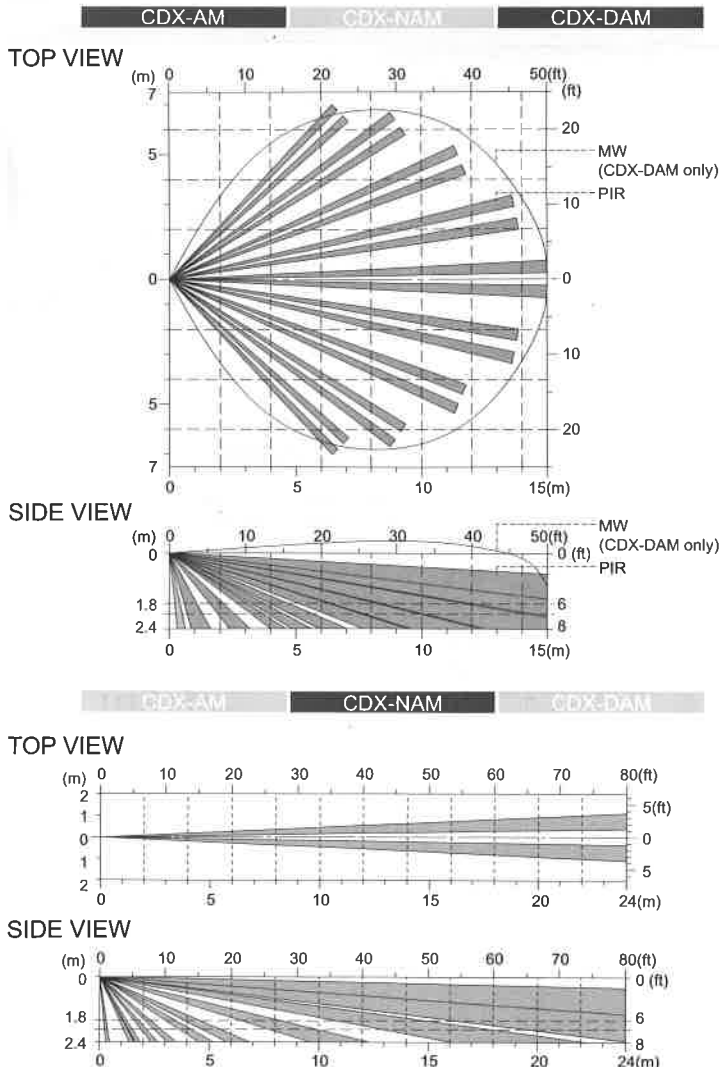 CDX-AM CDX-NAM CDX-DAM
TOP VIEW
(m) 0 10 20 30 40 50(ft)
7 (ft)
20
5 MW
(CDX-DAM only)
PIR
10
0 0
10
5
20
7
0 5 10 15(m)
SIDE VIEW
(m) 0 10 20 30 40 50(ft) MW
0 0 (ft) (CDX-DAM only)
PIR
1.8 6
2.4 8
0 5 10 15(m)
CDX-AM CDX-NAM CDX-DAM
TOP VIEW
(m) 0 10 20 30 40 50 60 70 80(ft)
2
5(ft)
1
0 0
1
5
2
0 5 10 15 20 24(m)
SIDE VIEW
(m) 0 10 20 30 40 50 60 70 80(ft)
0 0 (ft)
1.8 6
2.4 8
0 5 10 15 20 24(m)